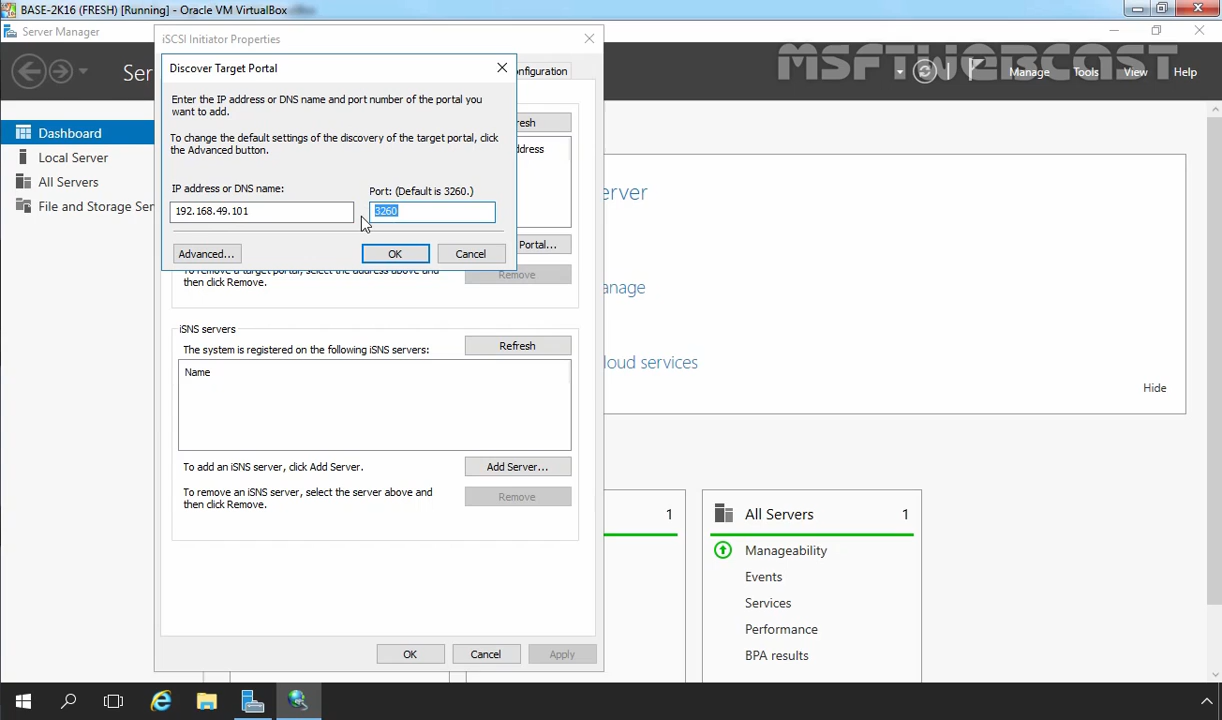 BASE-2K16 (FRESH) [Running] - Oracle VM VirtualBox
Server Manager
iSCSI Initiator Properties
MSFTWEBCAST
Discover Target Portal
Ser
onfiguration
Manage Tools View Help
Enter the IP address or DNS name and port number of the portal you
want to add.
resh
To change the default settings of the discovery of the target portal, click
the Advanced button.
ddress
Dashboard
Local Server
All Servers
File and Storage Ser
IP address or DNS name:
Port: (Default is 3260.)
192.168.49.101
3260
Advanced...
OK
Cancel
Portal...
To remove a target portal, select the address above and
then click Remove.
Remove
erver
anage
loud services
Hide
iSNS servers
The system is registered on the following iSNS servers:
Refresh
Name
To add an iSNS server, click Add Server.
Add Server...
To remove an iSNS server, select the server above and
then click Remove.
Remove
OK
Cancel
Apply
1
All Servers 1
Manageability
Events
Services
Performance
BPA results